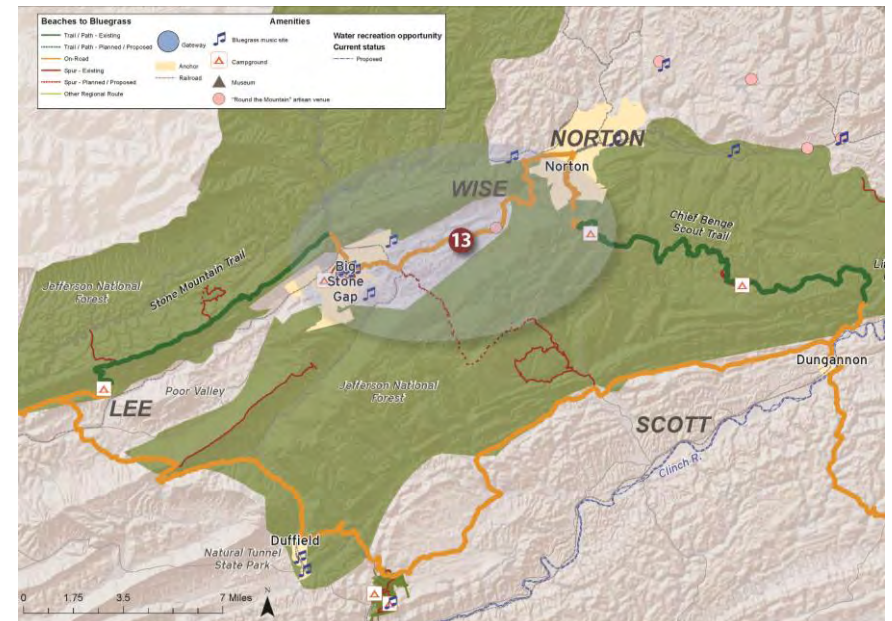 Beaches to Bluegrass
Trail / Path - Existing
Trail / Path - Planned / Proposed
On-Road
Spur - Existing
Spur - Planned / Proposed
Other Regional Route
Amenities
Gateway
Anchor
Railroad
Bluegrass music site
Campground
Museum
"Round the Mountain" artisan venue
Water recreation opportunity
Current status
Proposed
NORTON
Norton
WISE
13
Chief Benge
Scout Trail
Big
Stone
Gap
Stone Mountain Trail
Jefferson National
Forest
Poor Valley
Jefferson National
Forest
LEE
Dungannon
SCOTT
Clinch R.
Duffield
Natural Tunnel
State Park
0 1.75 3.5 7 Miles
N